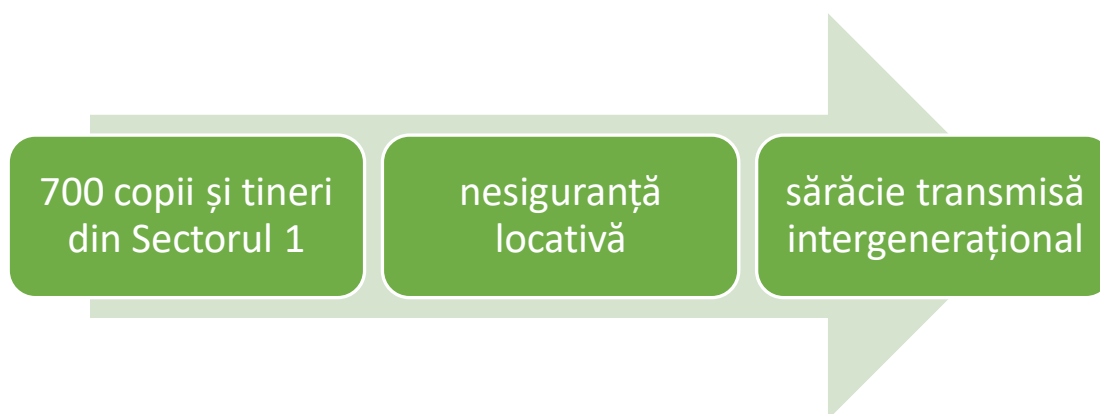 700 copii și tineri
din Sectorul 1
nesiguranță
locativă
sărăcie transmisă
intergenerațional